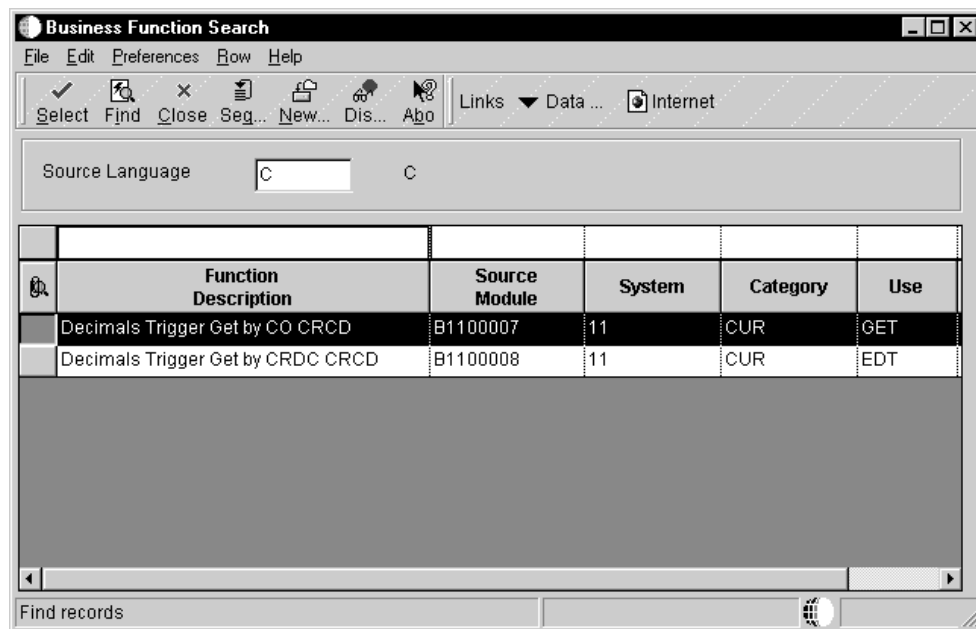 Business Function Search
File Edit Preferences Row Help
Select Find Close Seq... New... Dis... Abo Links Data ... Internet
Source Language C C
Function Description Source Module System Category Use
Decimals Trigger Get by CO CRCD B1100007 11 CUR GET
Decimals Trigger Get by CRDC CRCD B1100008 11 CUR EDT
Find records